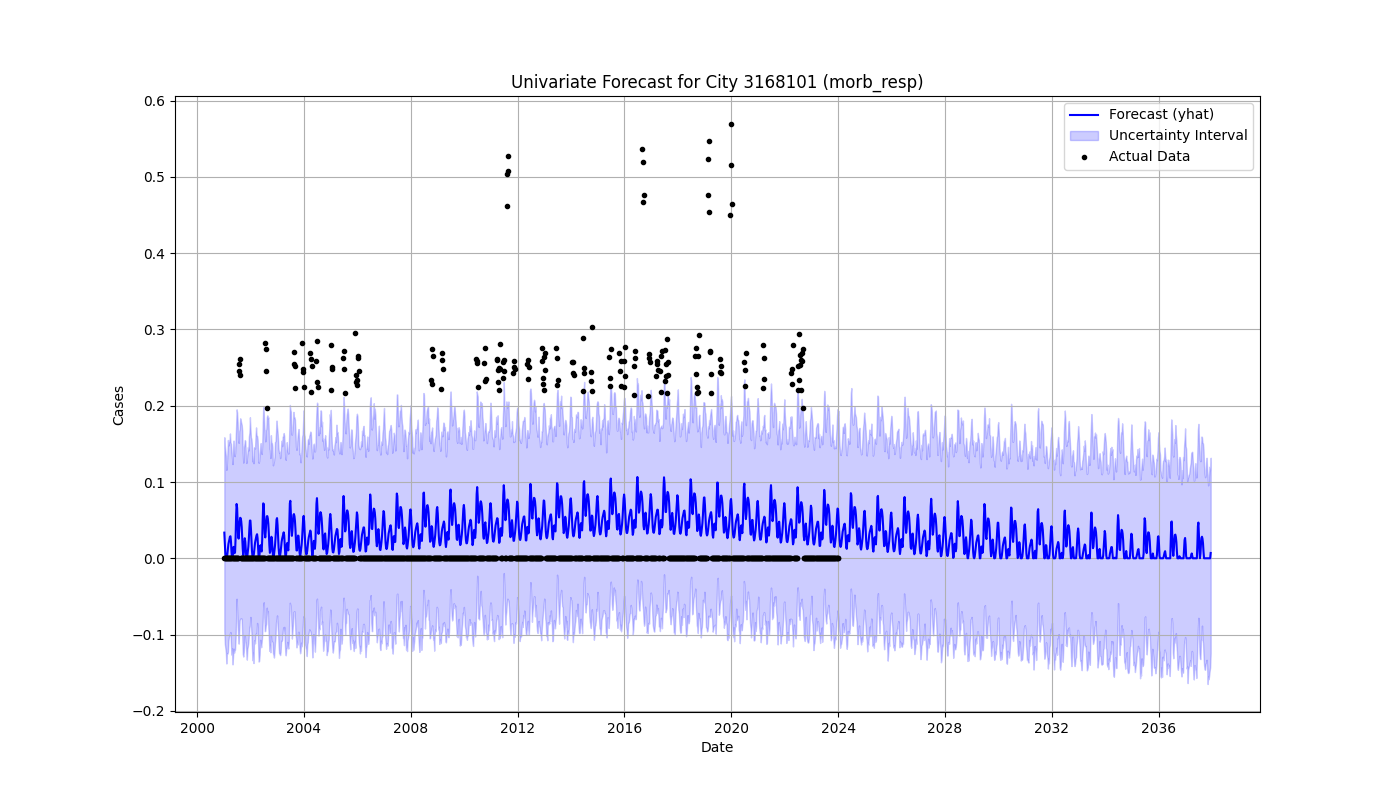 Univariate Forecast for City 3168101 (morb_resp)
Forecast (yhat)
Uncertainty Interval
Actual Data
0.6
0.5
0.4
0.3
0.2
0.1
0.0
−0.1
−0.2
Cases
2000 2004 2008 2012 2016 2020 2024 2028 2032 2036
Date